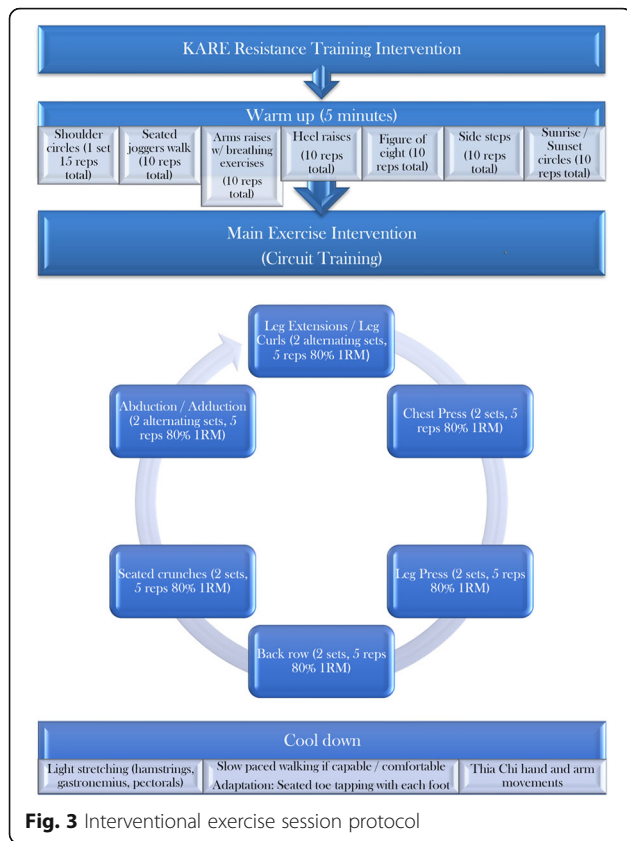 KARE Resistance Training Intervention
Warm up (5 minutes)
Shoulder
circles (1 set
15 reps
total)
Seated
joggers walk
(10 reps
total)
Arms raises
w/ breathing
exercises
(10 reps
total)
Heel raises
(10 reps
total)
Figure of
eight (10
reps total)
Side steps
(10 reps
total)
Sunrise /
Sunset
circles (10
reps total)
Main Exercise Intervention
(Circuit Training)
Leg Extensions / Leg
Curls (2 alternating sets,
5 reps 80% 1RM)
Chest Press (2 sets, 5
reps 80% 1RM)
Leg Press (2 sets, 5 reps
80% 1RM)
Back row (2 sets, 5 reps
80% 1RM)
Seated crunches (2 sets,
5 reps 80% 1RM)
Abduction / Adduction
(2 alternating sets, 5
reps 80% 1RM)
Cool down
Light stretching (hamstrings,
gastronemius, pectorals)
Slow paced walking if capable / comfortable
Adaptation: Seated toe tapping with each foot
Thia Chi hand and arm
movements
Fig. 3 Interventional exercise session protocol